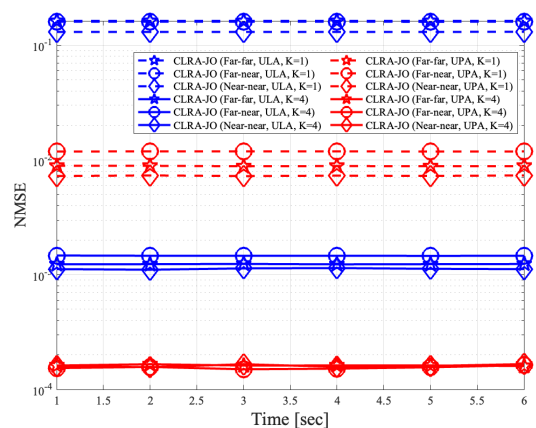 10^-1
CLRA-JO (Far-far, ULA, K=1)
CLRA-JO (Far-near, ULA, K=1)
CLRA-JO (Near-near, ULA, K=1)
CLRA-JO (Far-far, ULA, K=4)
CLRA-JO (Far-near, ULA, K=4)
CLRA-JO (Near-near, ULA, K=4)
CLRA-JO (Far-far, UPA, K=1)
CLRA-JO (Far-near, UPA, K=1)
CLRA-JO (Near-near, UPA, K=1)
CLRA-JO (Far-far, UPA, K=4)
CLRA-JO (Far-near, UPA, K=4)
CLRA-JO (Near-near, UPA, K=4)
10^-2
NMSE
10^-3
10^-4
1 1.5 2 2.5 3 3.5 4 4.5 5 5.5 6
Time [sec]